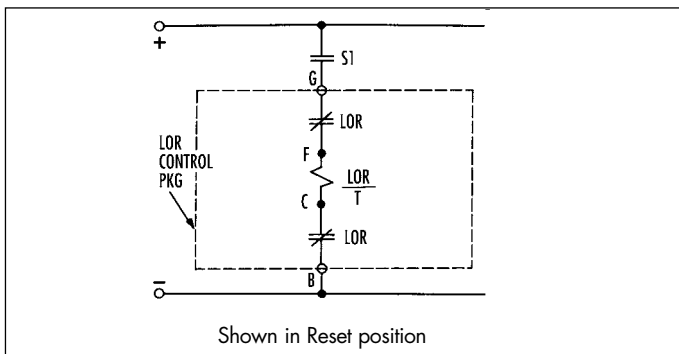 +
S1
G
LOR
LOR
CONTROL
PKG
F
LOR
T
C
LOR
B
−
Shown in Reset position